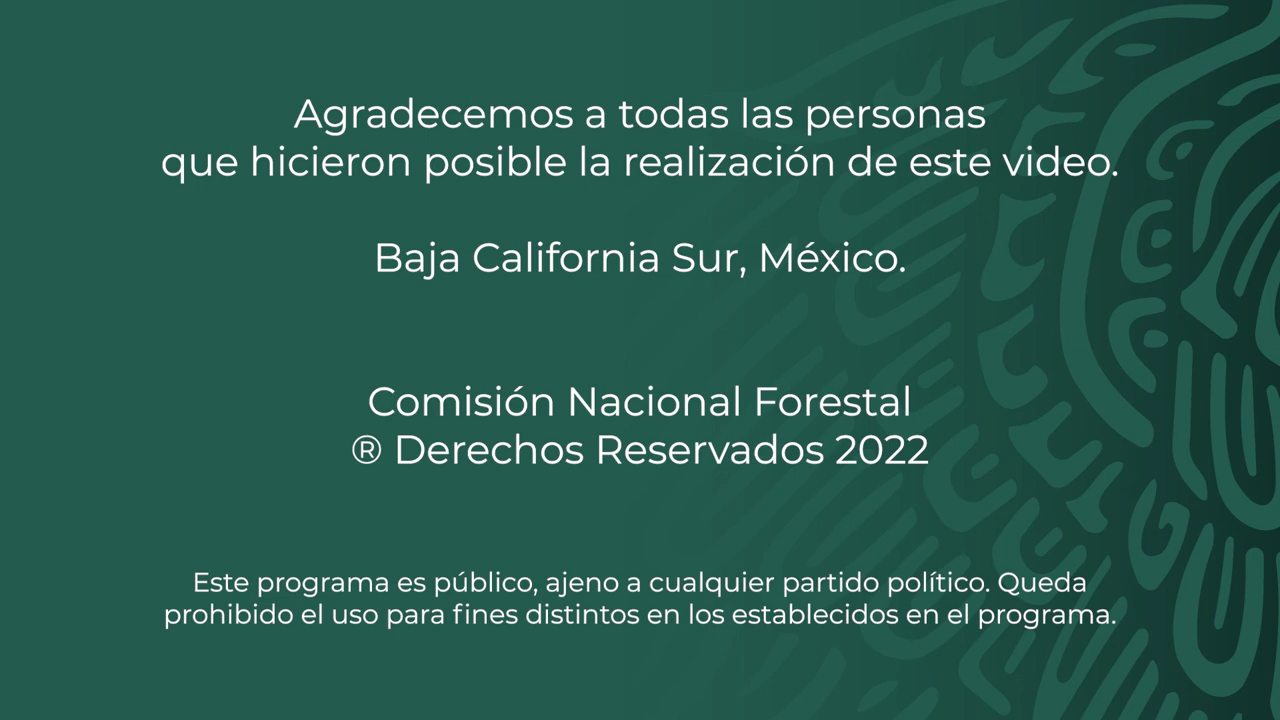 Agradecemos a todas las personas
que hicieron posible la realización de este video.
Baja California Sur, México.
Comisión Nacional Forestal
® Derechos Reservados 2022
Este programa es público, ajeno a cualquier partido político. Queda
prohibido el uso para fines distintos en los establecidos en el programa.